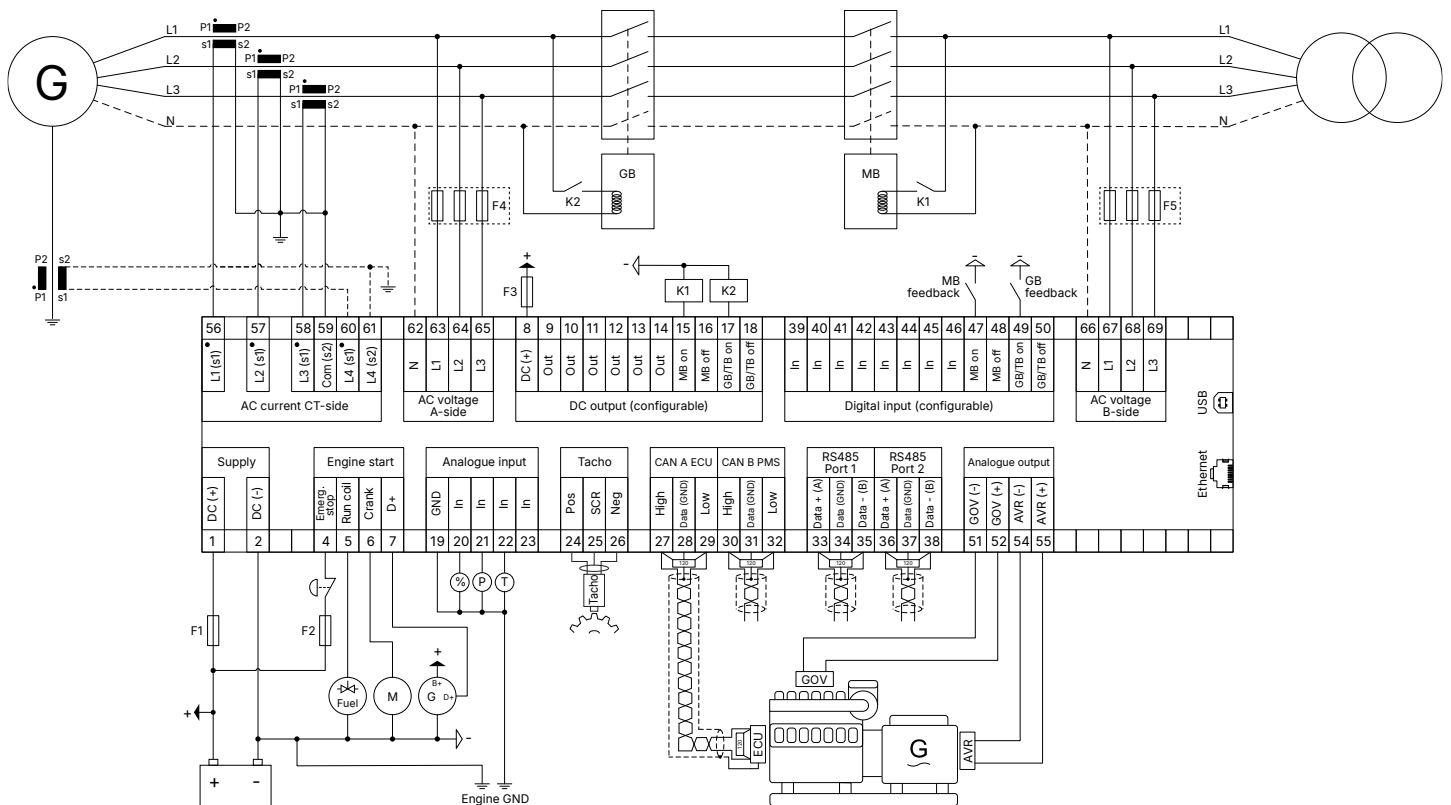 L1 P1 P2 L1
s1 s2
L2 P1 P2 L2
s1 s2
G
L3 P1 P2 L3
s1 s2
N N
GB MB
K2 K1
F4 F5
P2 s2
P1 s1
F3 +
- K1 K2
MB feedback
-
GB feedback
-
56 57 58 59 60 61 62 63 64 65 8 9 10 11 12 13 14 15 16 17 18 39 40 41 42 43 44 45 46 47 48 49 50 66 67 68 69
L1 (s1) L2 (s1) L3 (s1) Com (s2) L4 (s1) L4 (s2) N L1 L2 L3 DC (+) Out Out Out Out Out Out MB on MB off GB/TB on GB/TB off In In In In In In In In MB on MB off GB/TB on GB/TB off N L1 L2 L3
AC current CT-side
AC voltage
A-side
DC output (configurable)
Digital input (configurable)
AC voltage
B-side
USB
Ethernet
Supply
Engine start
Analogue input
Tacho
CAN A ECU
CAN B PMS
RS485
Port 1
RS485
Port 2
Analogue output
DC (+) DC (-) Emerg. stop Run coil Crank D+ GND In In In In Pos SCR Neg High Data (GND) Low High Data (GND) Low Data + (A) Data (GND) Data - (B) Data + (A) Data (GND) Data - (B) GOV (-) GOV (+) AVR (-) AVR (+)
1 2 4 5 6 7 19 20 21 22 23 24 25 26 27 28 29 30 31 32 33 34 35 36 37 38 51 52 54 55
120 120 120 120
% P T
Tacho
F1 F2
+
B+
Fuel M G D+
GOV
+ -
120 ECU
G AVR
+ -
Engine GND